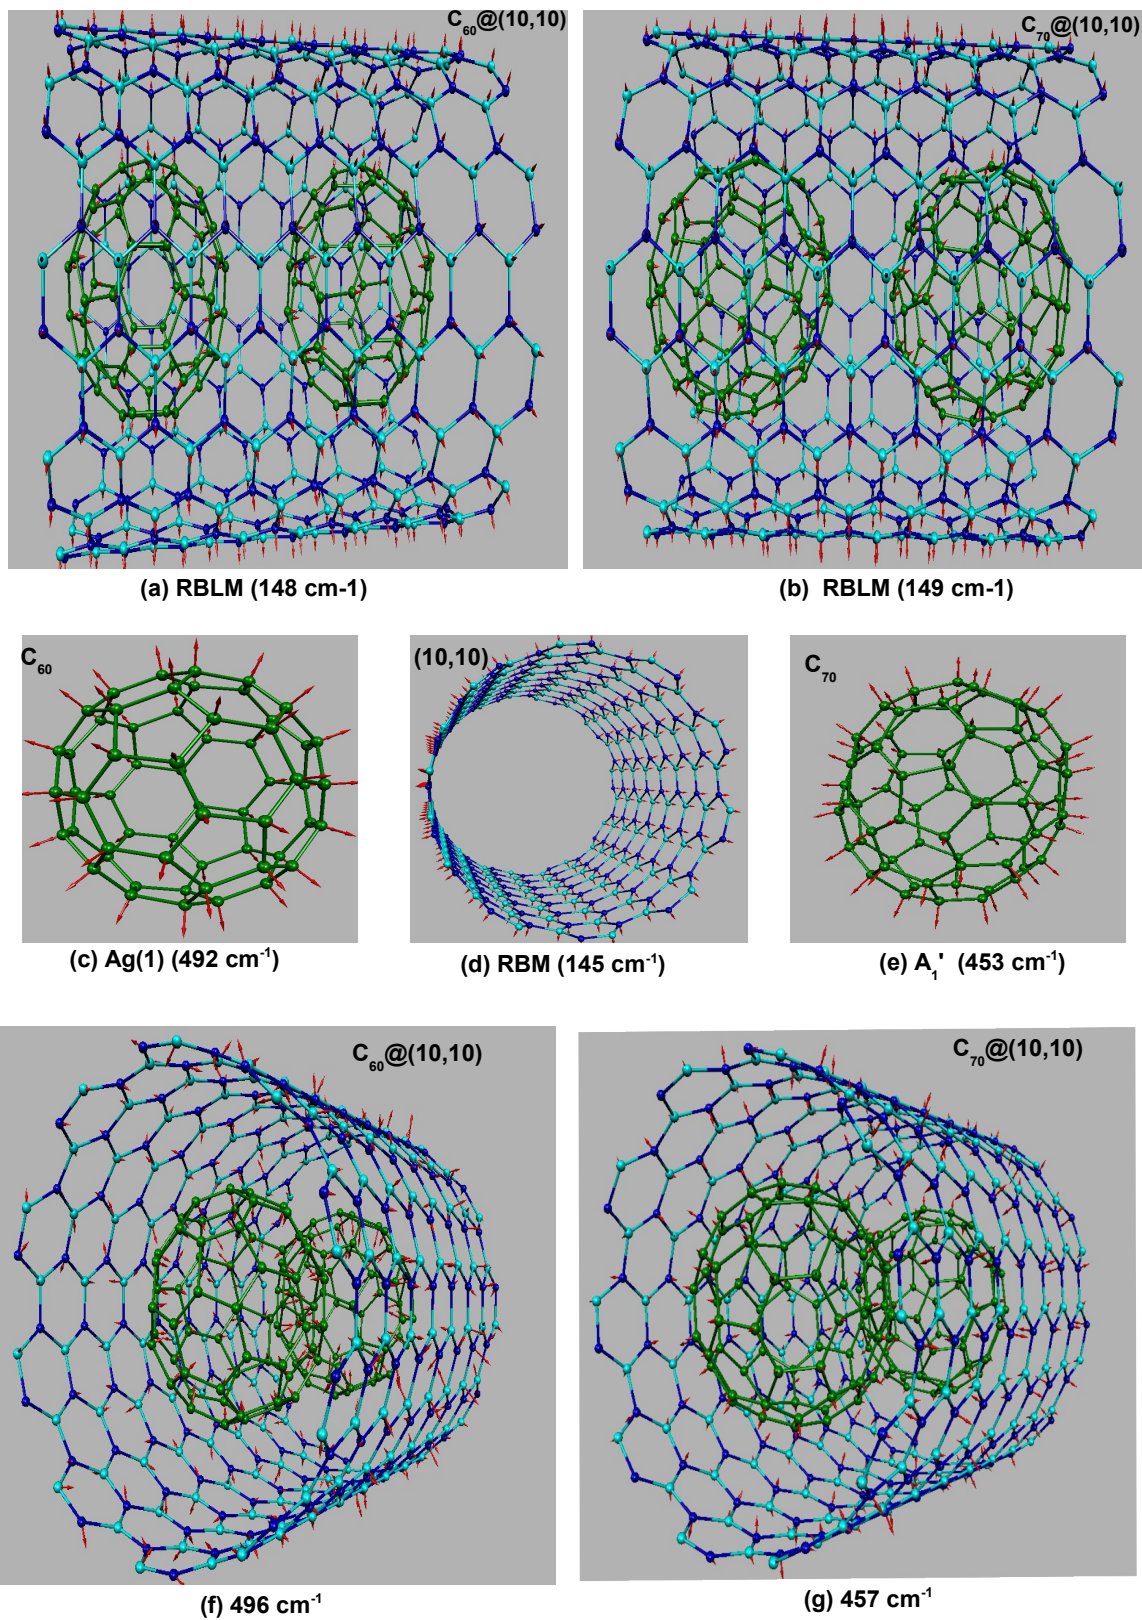 C₆₀@(10,10)
C₇₀@(10,10)
(a) RBLM (148 cm-1)
(b) RBLM (149 cm-1)
C₆₀
(10,10)
C₇₀
(c) Ag(1) (492 cm⁻¹)
(d) RBM (145 cm⁻¹)
(e) A₁' (453 cm⁻¹)
C₆₀@(10,10)
C₇₀@(10,10)
(f) 496 cm⁻¹
(g) 457 cm⁻¹